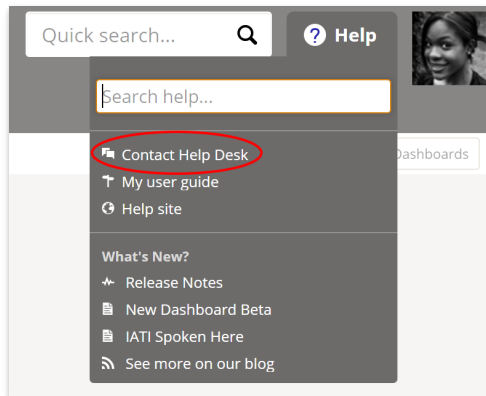 Quick search...
? Help
Search help...
Dashboards
Contact Help Desk
My user guide
Help site
What's New?
Release Notes
New Dashboard Beta
IATI Spoken Here
See more on our blog